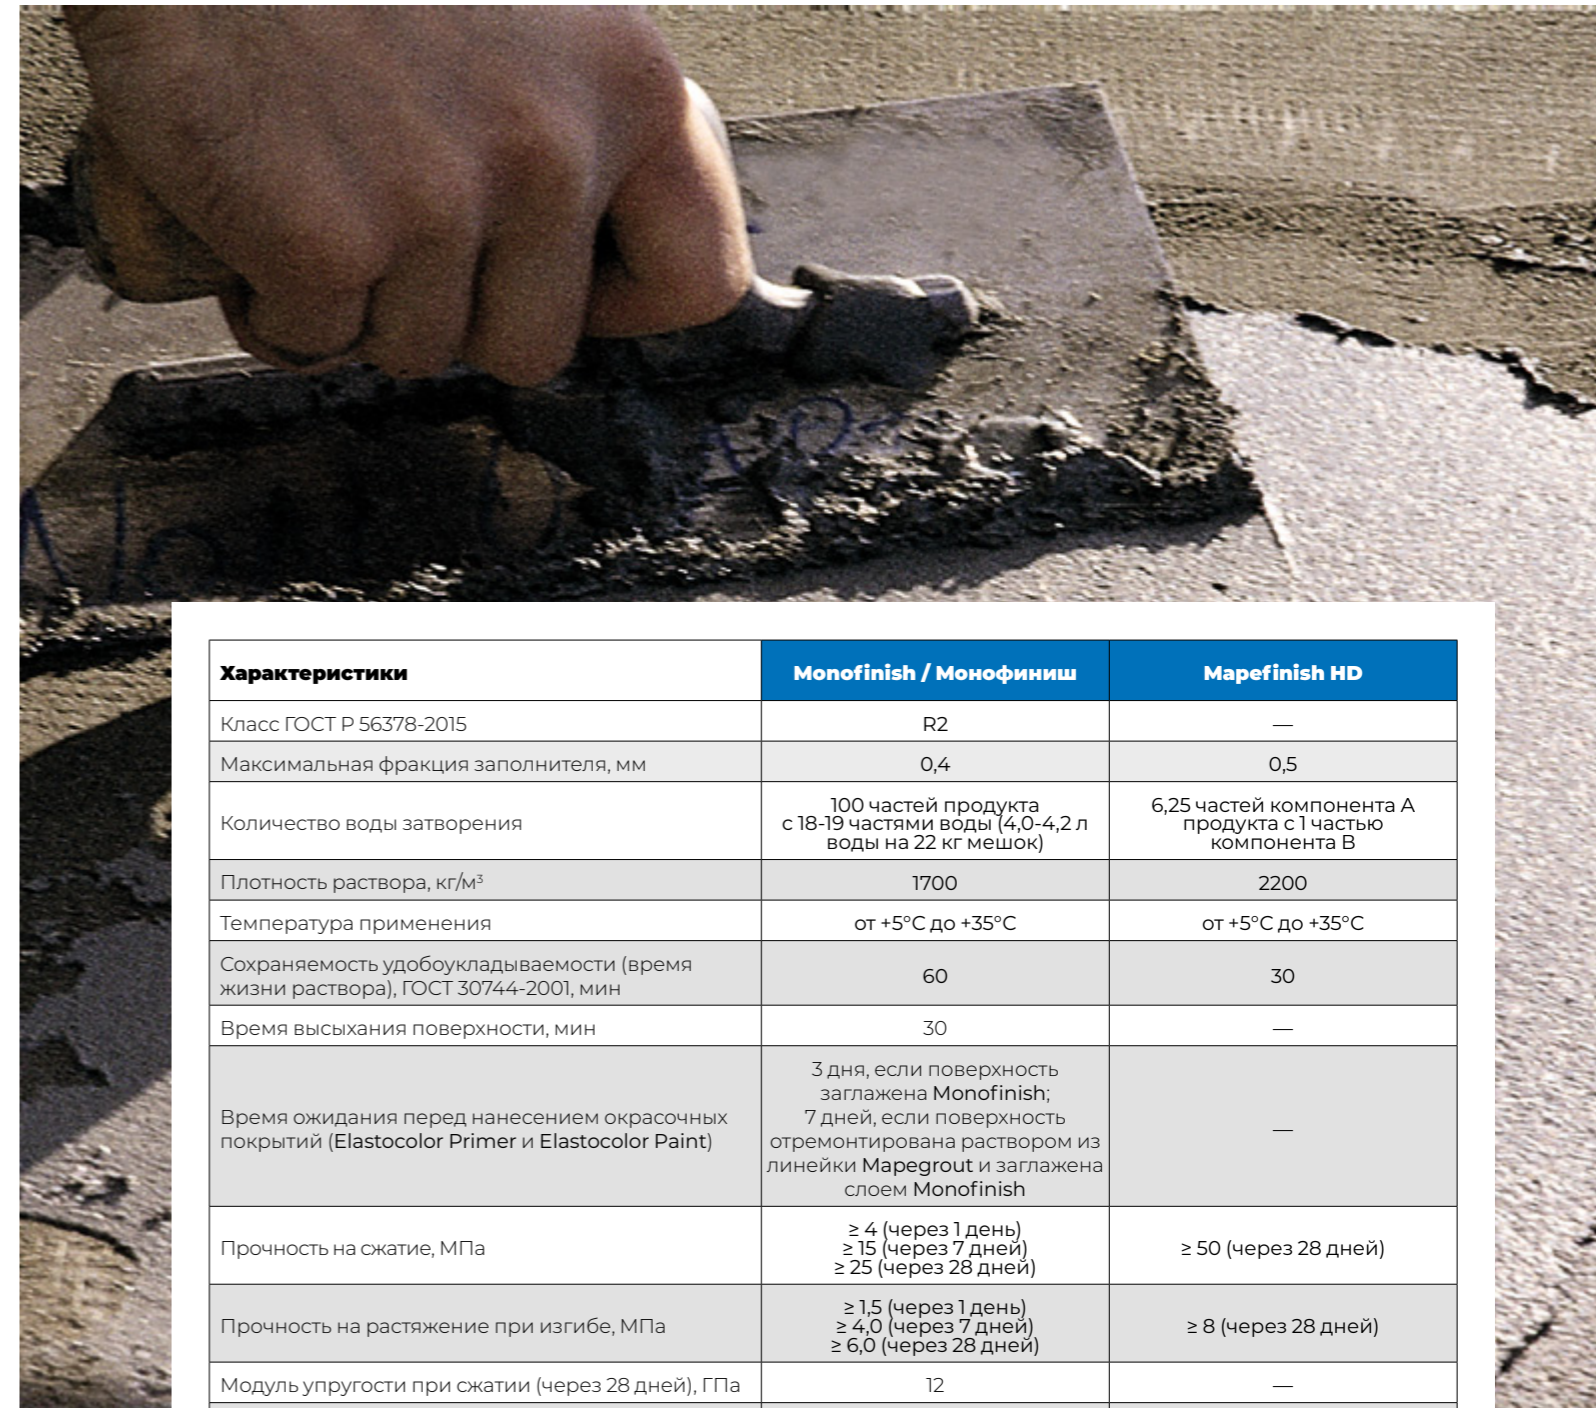 Характеристики
Monofinish / Монофиниш
Mapefinish HD
Класс ГОСТ Р 56378-2015
R2
—
Максимальная фракция заполнителя, мм
0,4
0,5
Количество воды затворения
100 частей продукта
с 18-19 частями воды (4,0-4,2 л
воды на 22 кг мешок)
6,25 частей компонента А
продукта с 1 частью
компонента В
Плотность раствора, кг/м³
1700
2200
Температура применения
от +5°С до +35°С
от +5°С до +35°С
Сохраняемость удобоукладываемости (время
жизни раствора), ГОСТ 30744-2001, мин
60
30
Время высыхания поверхности, мин
30
—
Время ожидания перед нанесением окрасочных
покрытий (Elastocolor Primer и Elastocolor Paint)
3 дня, если поверхность
заглажена Monofinish;
7 дней, если поверхность
отремонтирована раствором из
линейки Mapegrout и заглажена
слоем Monofinish
—
Прочность на сжатие, МПа
≥ 4 (через 1 день)
≥ 15 (через 7 дней)
≥ 25 (через 28 дней)
≥ 50 (через 28 дней)
Прочность на растяжение при изгибе, МПа
≥ 1,5 (через 1 день)
≥ 4,0 (через 7 дней)
≥ 6,0 (через 28 дней)
≥ 8 (через 28 дней)
Модуль упругости при сжатии (через 28 дней), ГПа
12
—